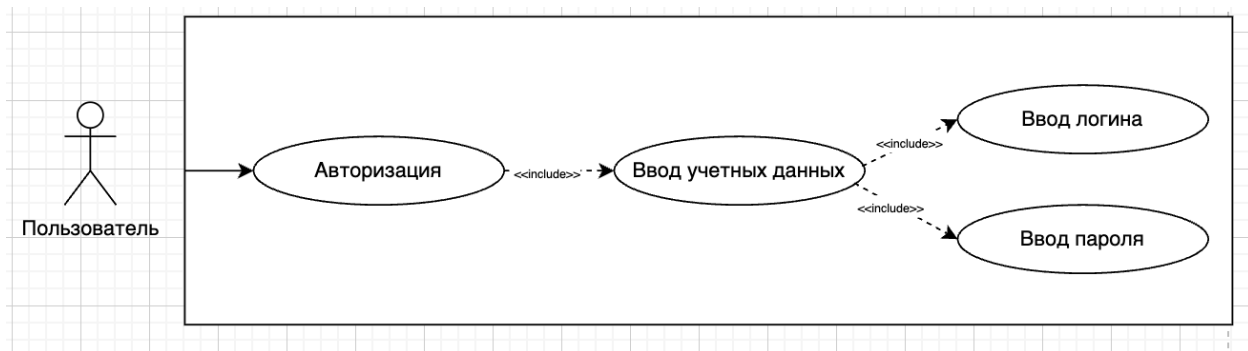 Пользователь
Авторизация
<<include>>
Ввод учетных данных
<<include>>
Ввод логина
<<include>>
Ввод пароля